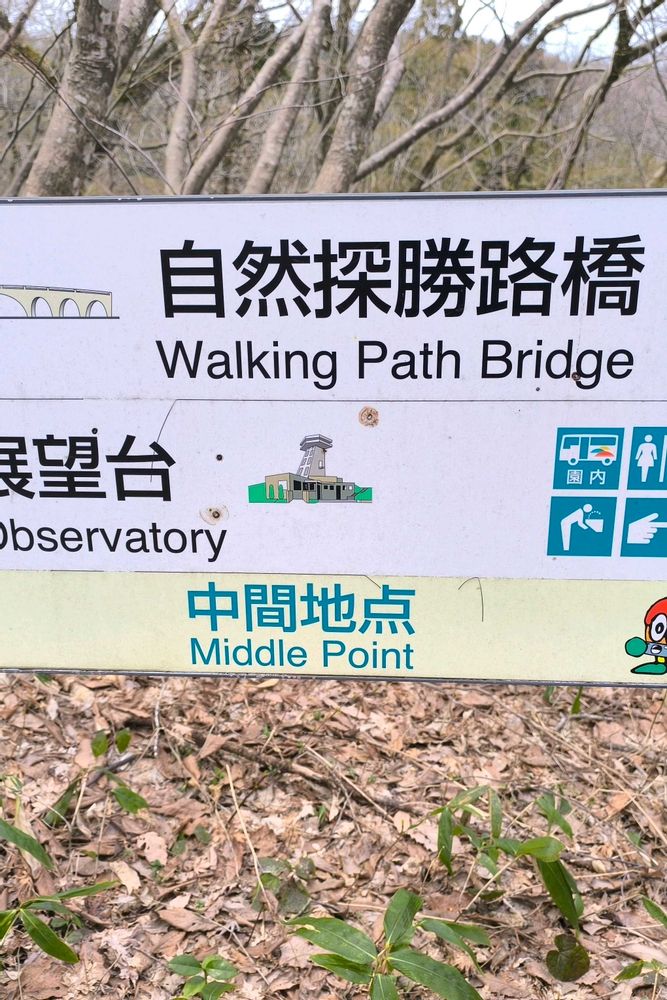 自然探勝路橋
Walking Path Bridge
展望台
園内
Observatory
中間地点
Middle Point